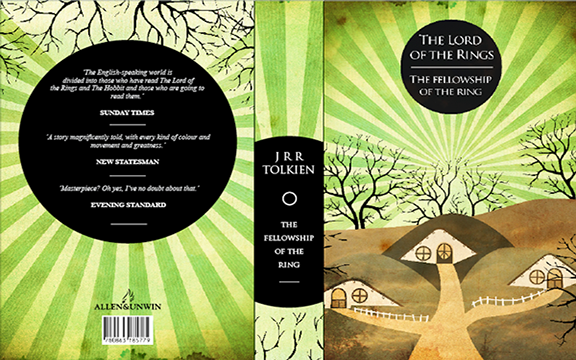 "The English-speaking world is
divided into those who have read The Lord of
the Rings and The Hobbit and those who are going to
read them."
SUNDAY TIMES
"A story magnificently told, with every kind of colour and
movement and greatness."
NEW STATESMAN
"Masterpiece? Oh yes, I've no doubt about that."
EVENING STANDARD
ALLEN&UNWIN
J R R
TOLKIEN
THE
FELLOWSHIP
OF THE
RING
THE LORD
OF THE RINGS
THE FELLOWSHIP
OF THE RING